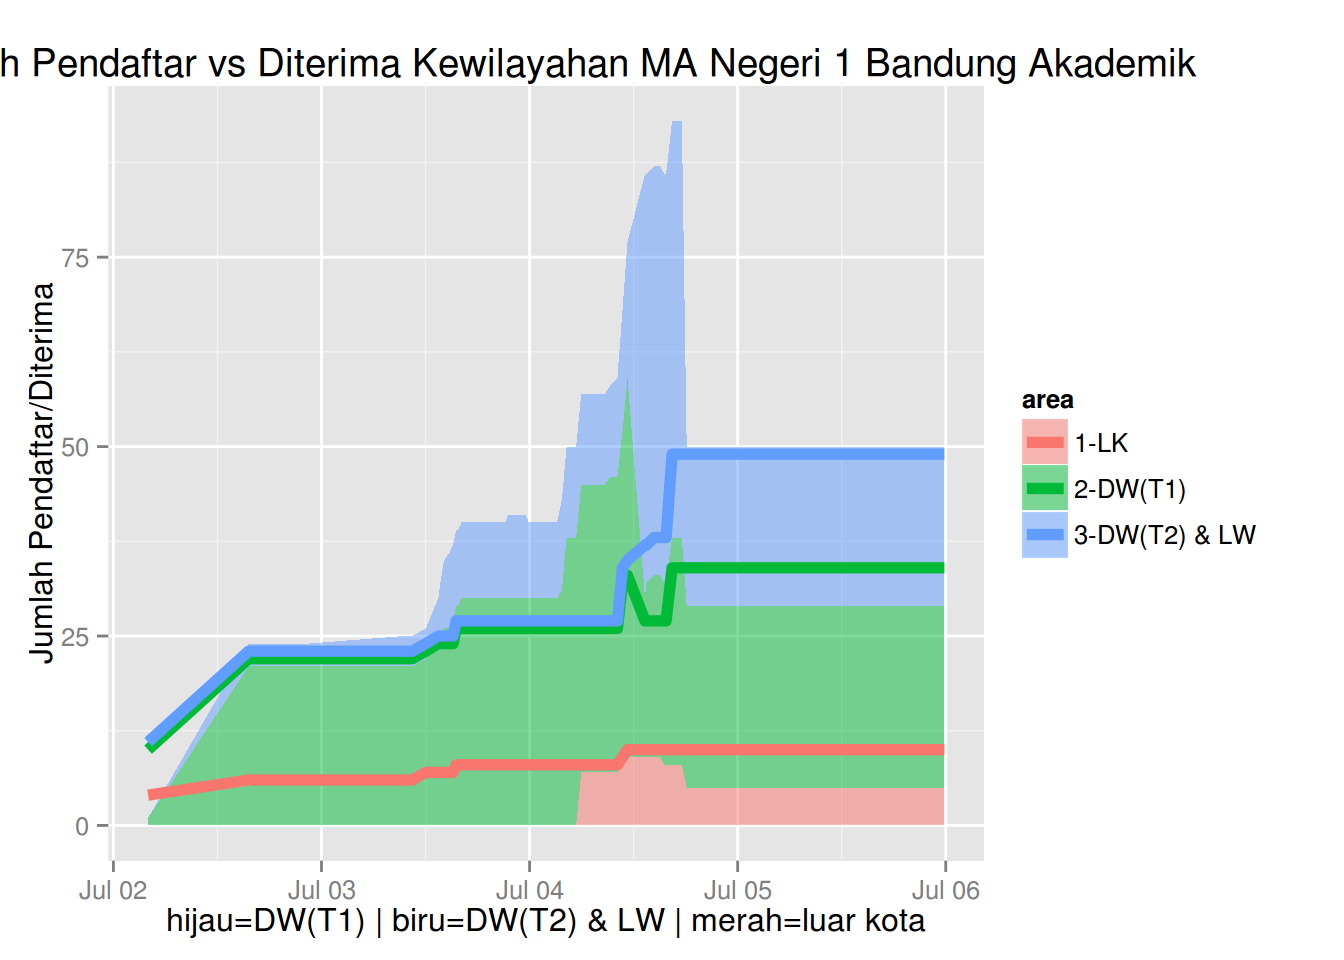 h Pendaftar vs Diterima Kewilayahan MA Negeri 1 Bandung Akademik
Jumlah Pendaftar/Diterima
75
50
25
0
Jul 02
Jul 03
Jul 04
Jul 05
Jul 06
hijau=DW(T1) | biru=DW(T2) & LW | merah=luar kota
area
1-LK
2-DW(T1)
3-DW(T2) & LW